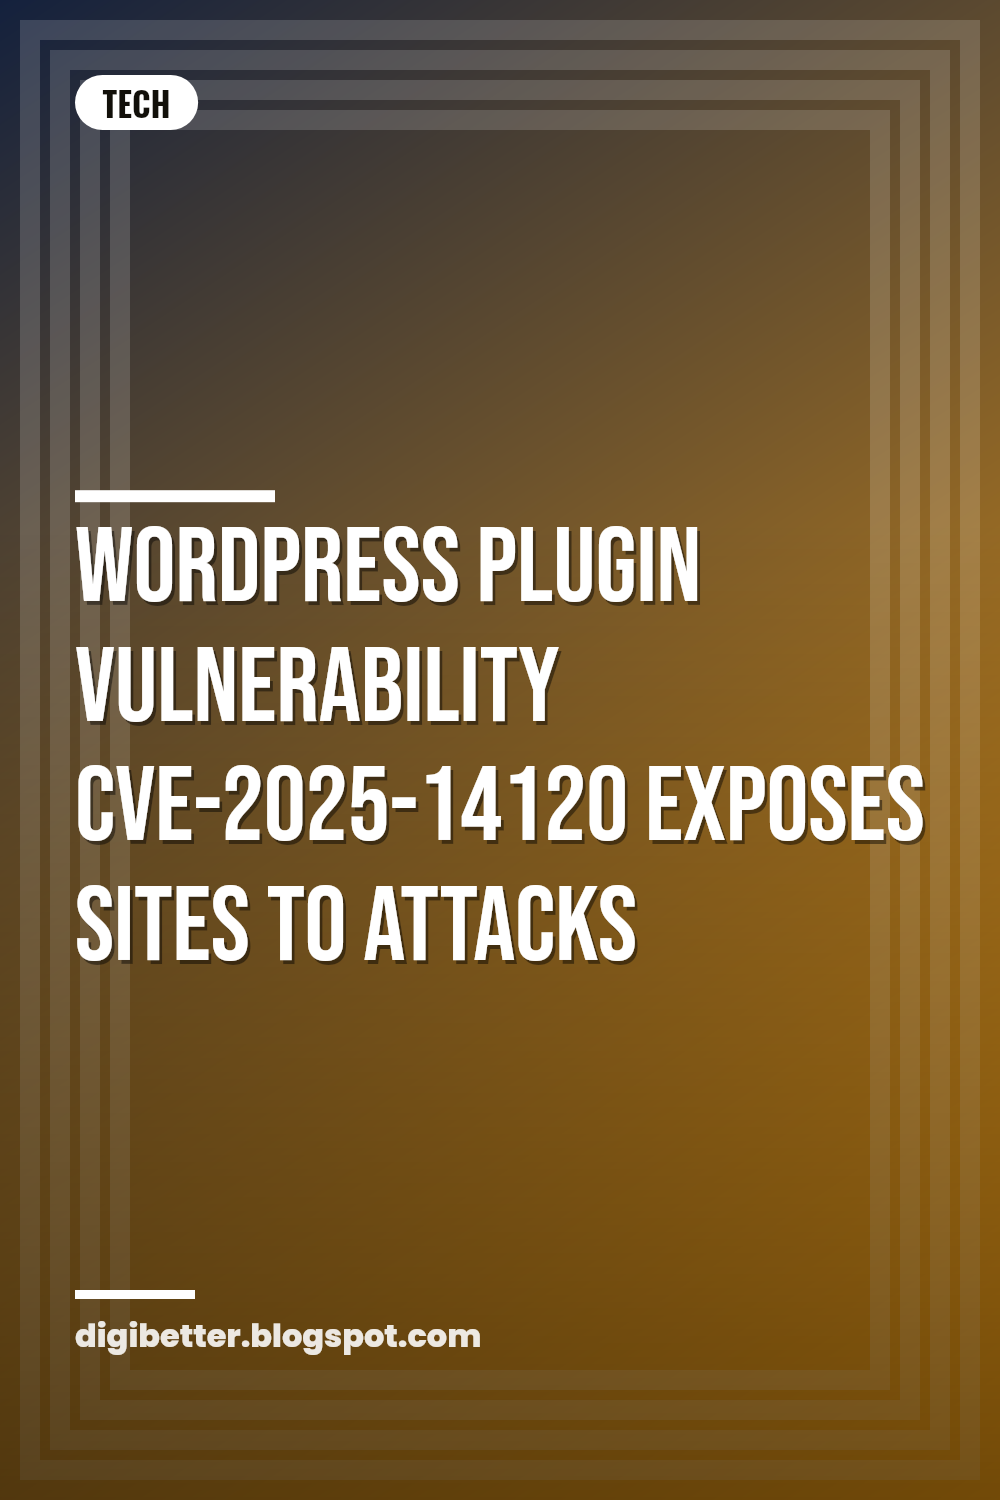 TECH
WORDPRESS PLUGIN
VULNERABILITY
CVE-2025-14120 EXPOSES
SITES TO ATTACKS
digibetter.blogspot.com